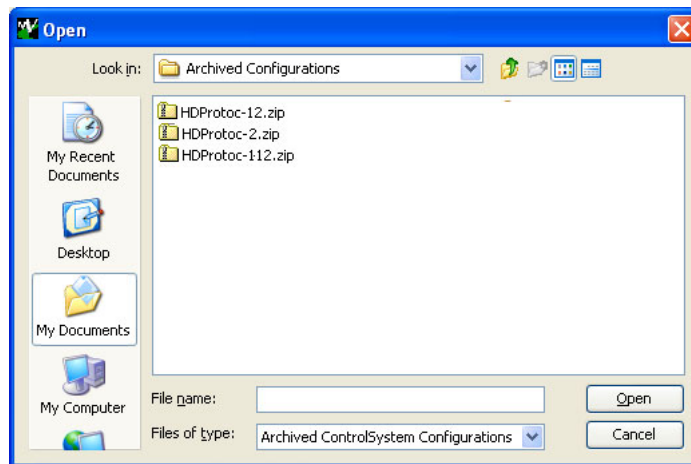 Open
Look in:
Archived Configurations
HDProtoc-12.zip
HDProtoc-2.zip
HDProtoc-112.zip
My Recent
Documents
Desktop
My Documents
My Computer
File name:
Open
Files of type:
Archived ControlSystem Configurations
Cancel